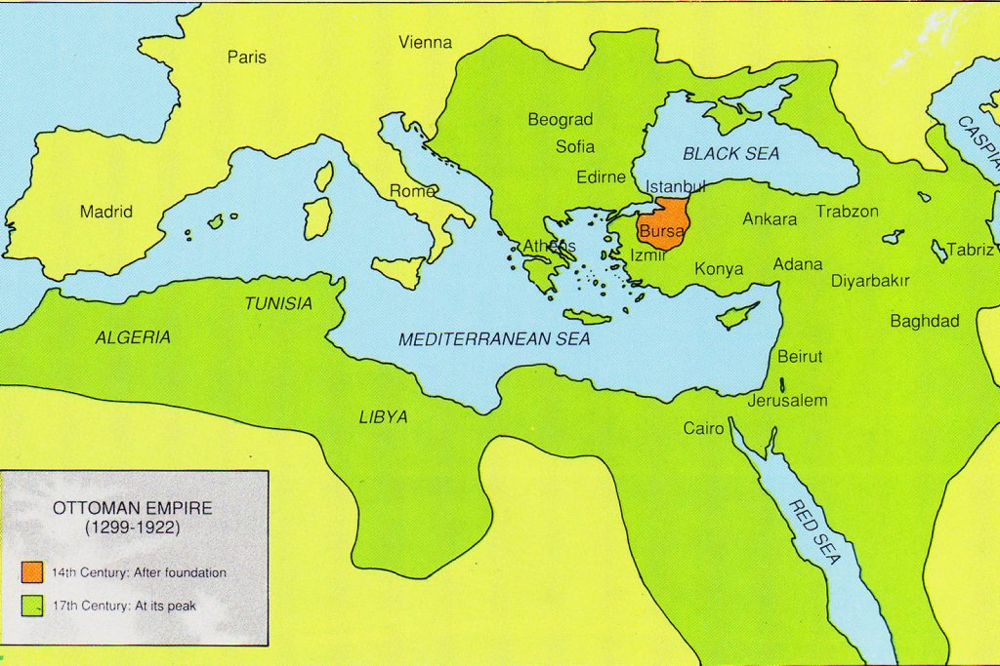 Paris
Vienna
Beograd
Sofia
BLACK SEA
CASPIAN
Edirne
Istanbul
Rome
Madrid
Ankara
Trabzon
Bursa
Athens
Izmir
Tabriz
Konya
Adana
Diyarbakır
TUNISIA
Baghdad
ALGERIA
MEDITERRANEAN SEA
Beirut
Jerusalem
LIBYA
Cairo
RED SEA
OTTOMAN EMPIRE
(1299-1922)
14th Century: After foundation
17th Century: At its peak